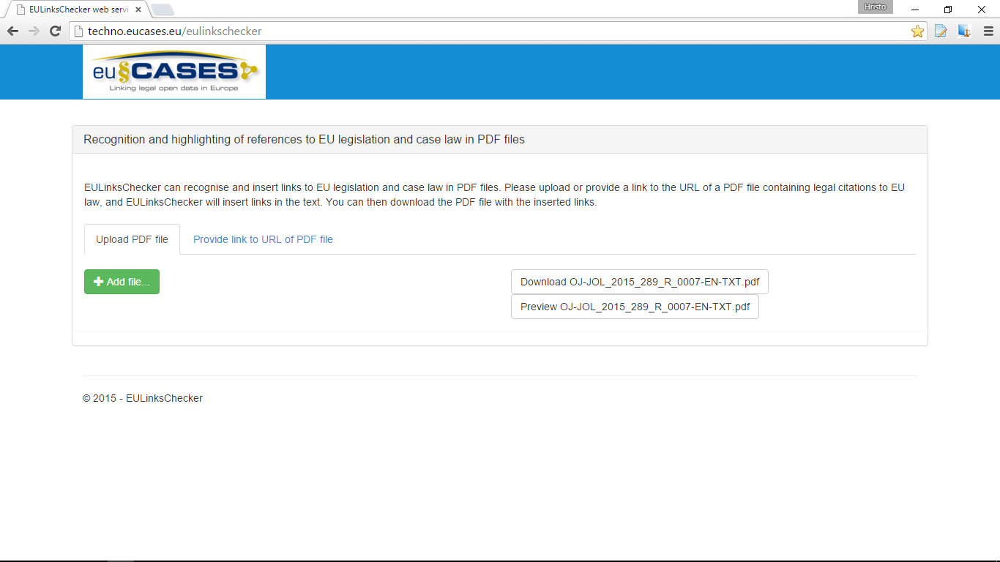 EULinksChecker web servi
Hristo
techno.eucases.eu/eulinkschecker
eu§CASES
Linking legal open data in Europe
Recognition and highlighting of references to EU legislation and case law in PDF files
EULinksChecker can recognise and insert links to EU legislation and case law in PDF files. Please upload or provide a link to the URL of a PDF file containing legal citations to EU
law, and EULinksChecker will insert links in the text. You can then download the PDF file with the inserted links.
Upload PDF file
Provide link to URL of PDF file
Add file...
Download OJ-JOL_2015_289_R_0007-EN-TXT.pdf
Preview OJ-JOL_2015_289_R_0007-EN-TXT.pdf
© 2015 - EULinksChecker